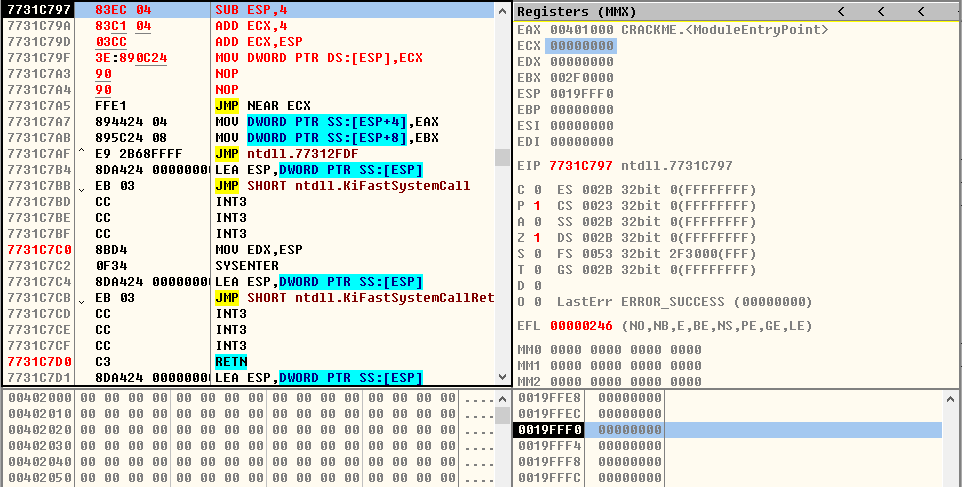 7731C797 83EC 04 SUB ESP,4
7731C79A 83C1 04 ADD ECX,4
7731C79D 03CC ADD ECX,ESP
7731C79F 3E:890C24 MOV DWORD PTR DS:[ESP],ECX
7731C7A3 90 NOP
7731C7A4 90 NOP
7731C7A5 FFE1 JMP NEAR ECX
7731C7A7 894424 04 MOV DWORD PTR SS:[ESP+4],EAX
7731C7AB 895C24 08 MOV DWORD PTR SS:[ESP+8],EBX
7731C7AF ^ E9 2B68FFFF JMP ntdll.77312FDF
7731C7B4 8DA424 00000000 LEA ESP,DWORD PTR SS:[ESP]
7731C7BB EB 03 JMP SHORT ntdll.KiFastSystemCall
7731C7BD CC INT3
7731C7BE CC INT3
7731C7BF CC INT3
7731C7C0 8BD4 MOV EDX,ESP
7731C7C2 0F34 SYSENTER
7731C7C4 8DA424 00000000 LEA ESP,DWORD PTR SS:[ESP]
7731C7CB EB 03 JMP SHORT ntdll.KiFastSystemCallRet
7731C7CD CC INT3
7731C7CE CC INT3
7731C7CF CC INT3
7731C7D0 C3 RETN
7731C7D1 8DA424 00000000 LEA ESP,DWORD PTR SS:[ESP]
Registers (MMX) < < <
EAX 00401000 CRACKME.<ModuleEntryPoint>
ECX 00000000
EDX 00000000
EBX 002F0000
ESP 0019FFF0
EBP 00000000
ESI 00000000
EDI 00000000
EIP 7731C797 ntdll.7731C797
C 0 ES 002B 32bit 0(FFFFFFFF)
P 1 CS 0023 32bit 0(FFFFFFFF)
A 0 SS 002B 32bit 0(FFFFFFFF)
Z 1 DS 002B 32bit 0(FFFFFFFF)
S 0 FS 0053 32bit 2F3000(FFF)
T 0 GS 002B 32bit 0(FFFFFFFF)
D 0
O 0 LastErr ERROR_SUCCESS (00000000)
EFL 00000246 (NO,NB,E,BE,NS,PE,GE,LE)
MM0 0000 0000 0000 0000
MM1 0000 0000 0000 0000
MM2 0000 0000 0000 0000
00402000 00 00 00 00 00 00 00 00 00 00 00 00 00 00 00 00 ....
00402010 00 00 00 00 00 00 00 00 00 00 00 00 00 00 00 00 ....
00402020 00 00 00 00 00 00 00 00 00 00 00 00 00 00 00 00 ....
00402030 00 00 00 00 00 00 00 00 00 00 00 00 00 00 00 00 ....
00402040 00 00 00 00 00 00 00 00 00 00 00 00 00 00 00 00 ....
00402050 00 00 00 00 00 00 00 00 00 00 00 00 00 00 00 00 ....
0019FFE8 00000000
0019FFEC 00000000
0019FFF0 00000000
0019FFF4 00000000
0019FFF8 00000000
0019FFFC 00000000